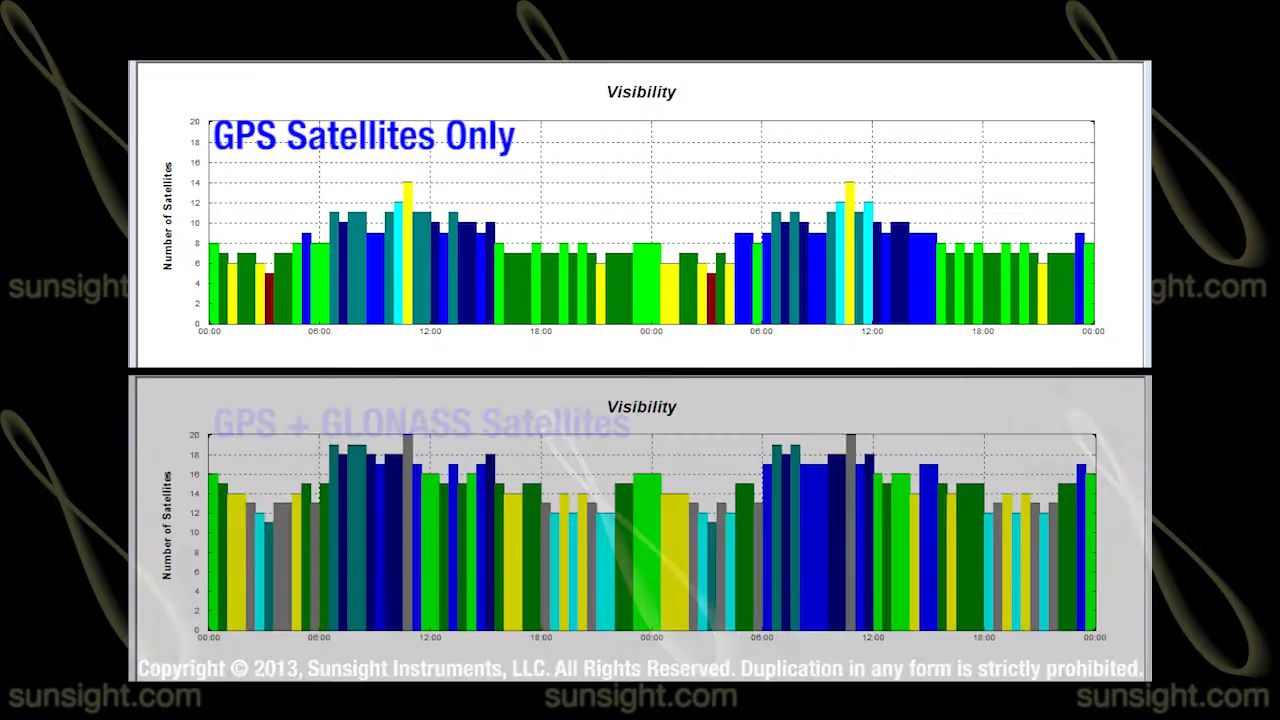 Visibility
GPS Satellites Only
Number of Satellites
20
18
16
14
12
10
8
6
4
2
0
00:00 06:00 12:00 18:00 00:00 06:00 12:00 18:00 00:00
sunsight
ght.com
Visibility
GPS + GLONASS Satellites
Number of Satellites
20
18
16
14
12
10
8
6
4
2
0
00:00 06:00 12:00 18:00 00:00 06:00 12:00 18:00 00:00
Copyright © 2013, Sunsight Instruments, LLC. All Rights Reserved. Duplication in any form is strictly prohibited.
sunsight.com sunsight.com sunsight.com